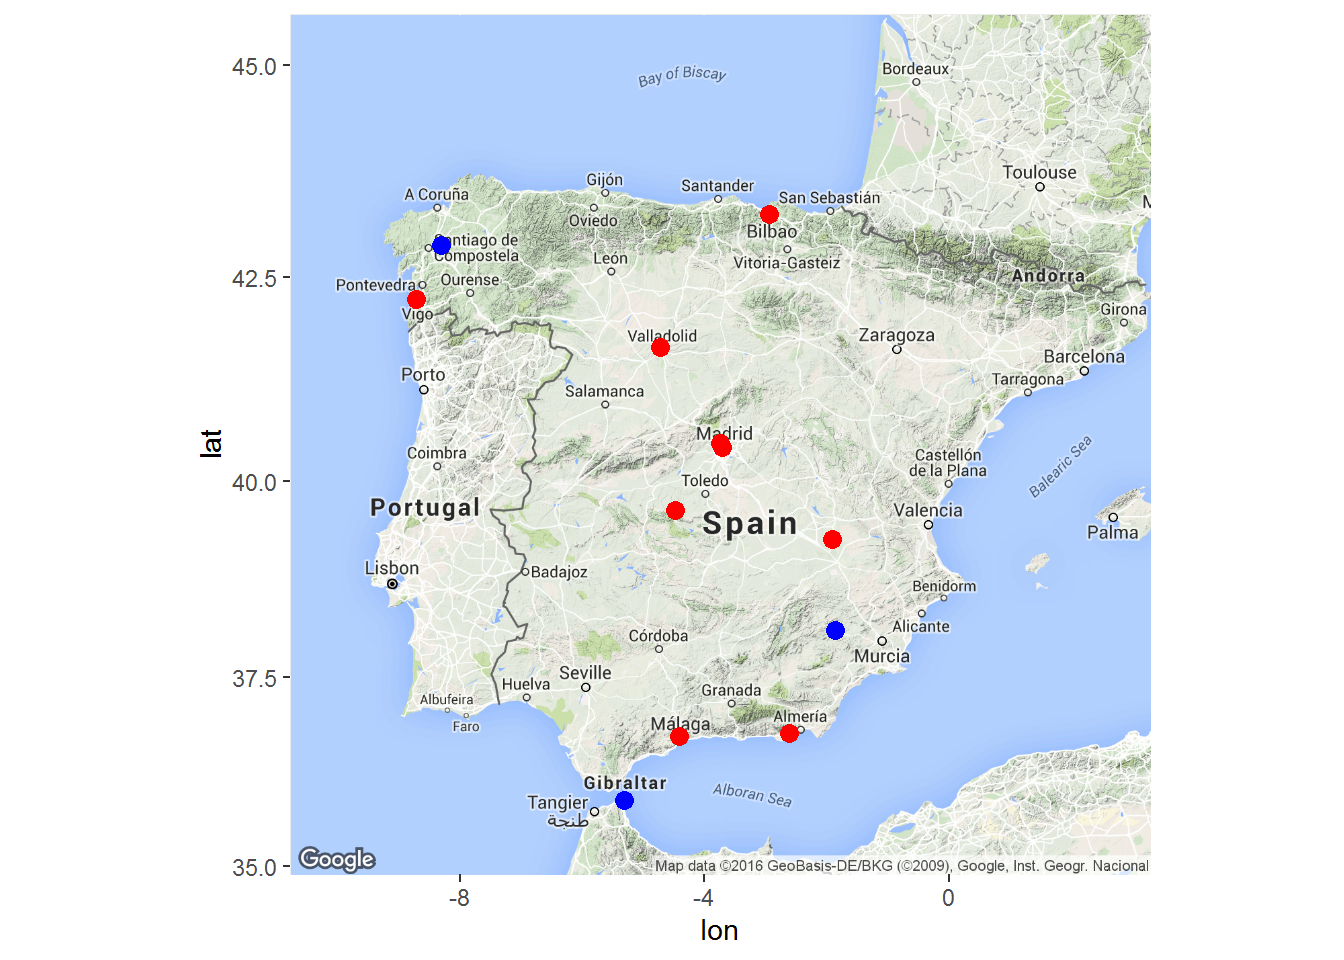 45.0
Bay of Biscay
Bordeaux
Toulouse
M
A Coruña
Gijón
Santander
San Sebastián
Oviedo
Bilbao
Santiago de
Compostela
León
Vitoria-Gasteiz
42.5
Pontevedra
Ourense
Andorra
Vigo
Girona
Valladolid
Zaragoza
Barcelona
Porto
Tarragona
Salamanca
Madrid
Coimbra
Castellón
de la Plana
Balearic Sea
lat
40.0
Toledo
Portugal
Spain
Valencia
Palma
Lisbon
Badajoz
Benidorm
Alicante
Córdoba
Murcia
37.5
Seville
Huelva
Granada
Albufeira
Faro
Málaga
Almería
Gibraltar
Alboran Sea
Tangier
طنجة
35.0
Google
Map data ©2016 GeoBasis-DE/BKG (©2009), Google, Inst. Geogr. Nacional
-8
-4
0
lon